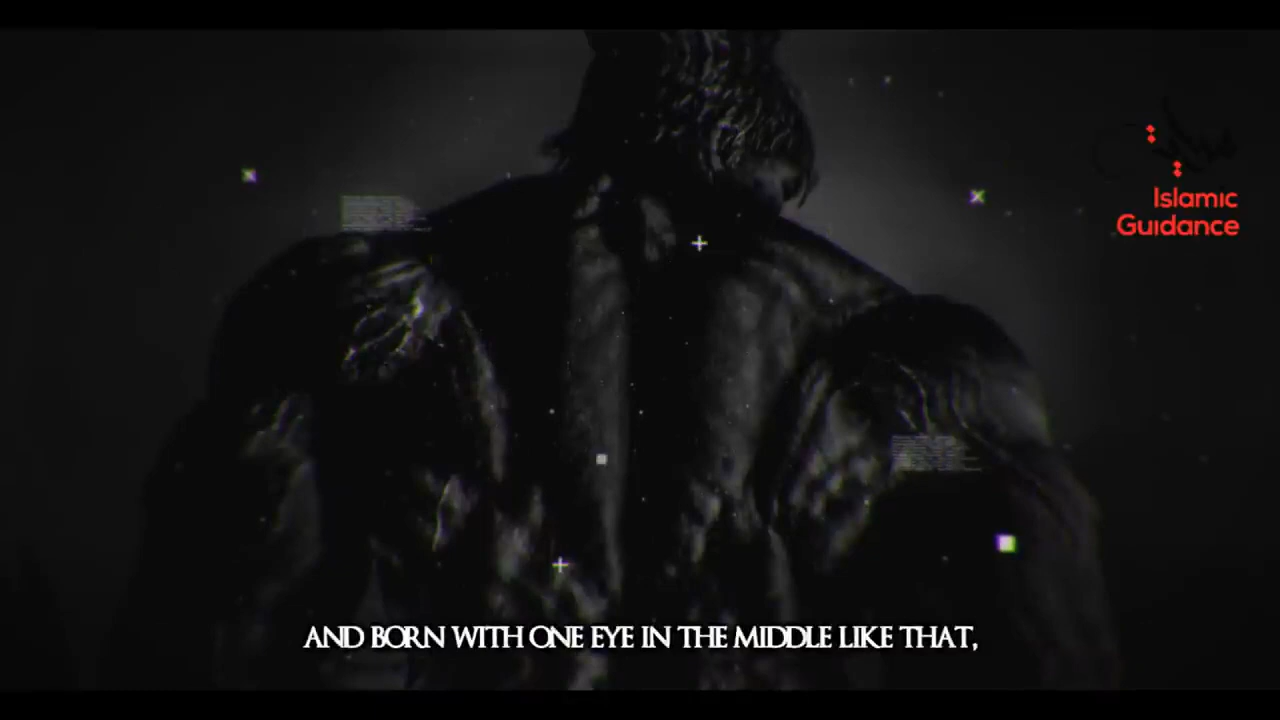 Islamic
Guidance
AND BORN WITH ONE EYE IN THE MIDDLE LIKE THAT,